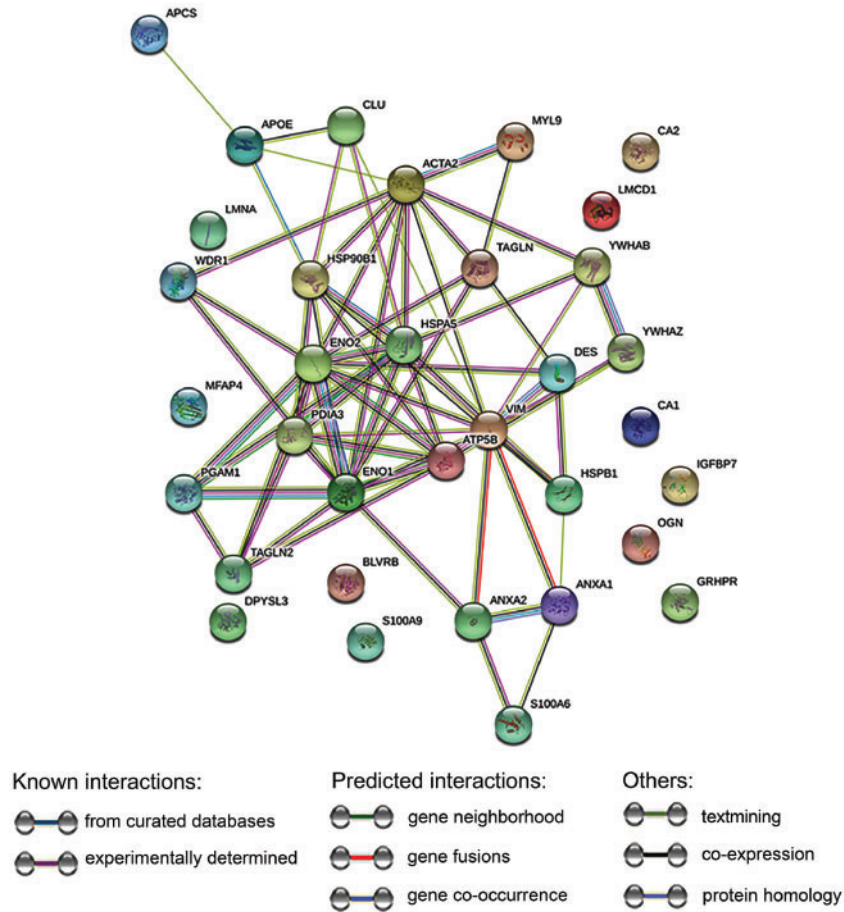 APCS
CLU
APOE
MYL9
CA2
ACTA2
LMCD1
LMNA
WDR1
HSP90B1
TAGLN
YWHAB
HSPA5
ENO2
YWHAZ
DES
MFAP4
PDIA3
VIM
CA1
ATP5B
PGAM1
ENO1
HSPB1
IGFBP7
OGN
TAGLN2
BLVRB
ANXA1
ANXA2
GRHPR
DPYSL3
S100A9
S100A6
Known interactions:
from curated databases
experimentally determined
Predicted interactions:
gene neighborhood
gene fusions
gene co-occurrence
Others:
textmining
co-expression
protein homology